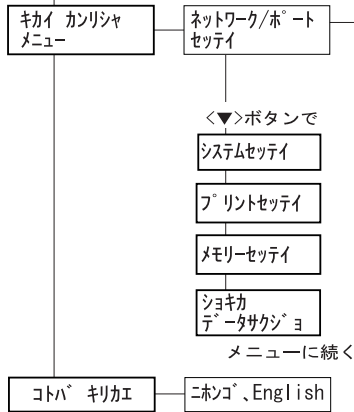 キカイ カンリシャ
メニュー
ネットワーク/ポート
セッテイ
<▼>ボタンで
システムセッテイ
プリントセッテイ
メモリーセッテイ
ショキカ
データサクジョ
メニューに続く
コトバ キリカエ
ニホンゴ、English